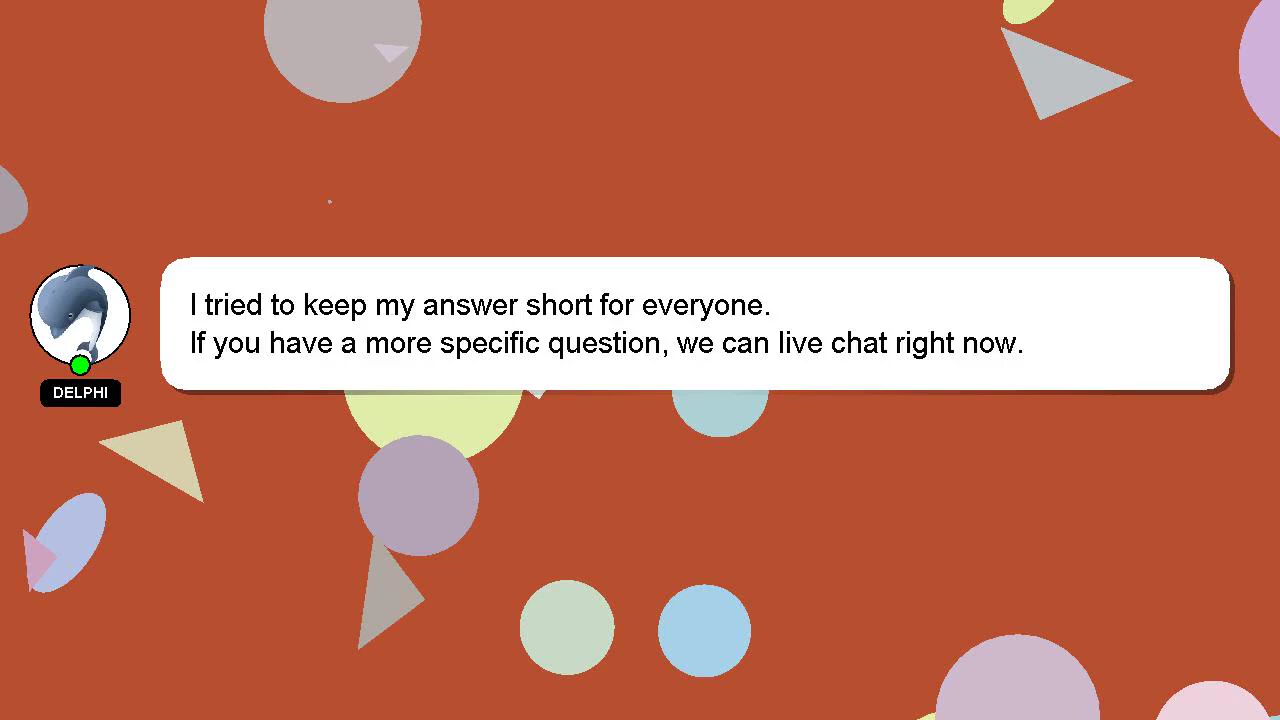 I tried to keep my answer short for everyone.
If you have a more specific question, we can live chat right now.
DELPHI